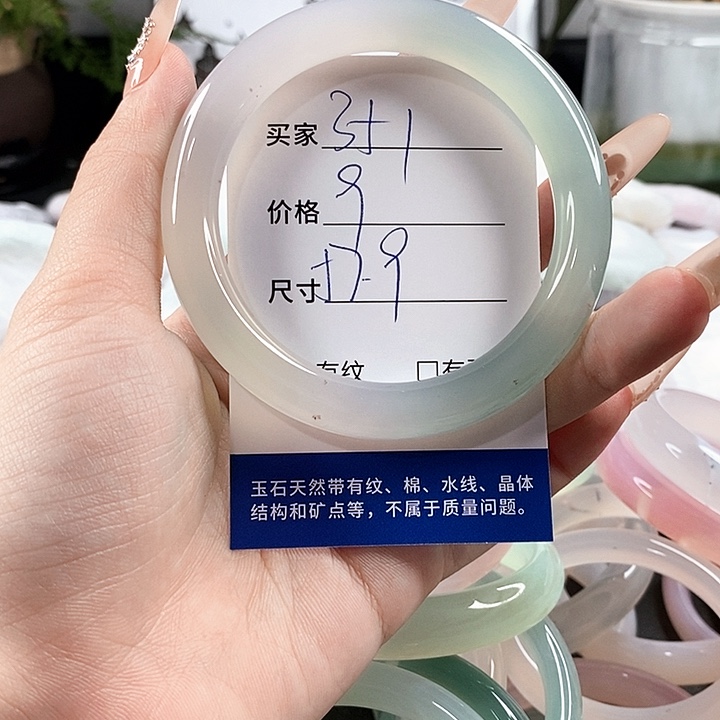 买家
价格 9
尺寸
有纹 □有
玉石天然带有纹、棉、水线、晶体
结构和矿点等，不属于质量问题。